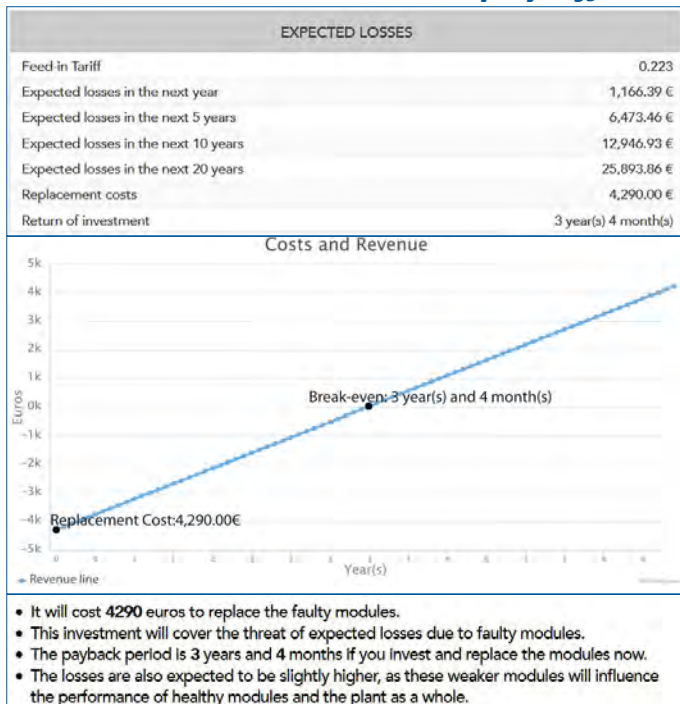 EXPECTED LOSSES
Feed-in Tariff 0.223
Expected losses in the next year 1,166.39 €
Expected losses in the next 5 years 6,473.46 €
Expected losses in the next 10 years 12,946.93 €
Expected losses in the next 20 years 25,893.86 €
Replacement costs 4,290.00 €
Return of investment 3 year(s) 4 month(s)
Costs and Revenue
5k
4k
3k
2k
1k
0k
-1k
-2k
-3k
-4k
-5k
Euros
Break-even: 3 year(s) and 4 month(s)
Replacement Cost:4,290.00€
Year(s)
Revenue line
• It will cost 4290 euros to replace the faulty modules.
• This investment will cover the threat of expected losses due to faulty modules.
• The payback period is 3 years and 4 months if you invest and replace the modules now.
• The losses are also expected to be slightly higher, as these weaker modules will influence
the performance of healthy modules and the plant as a whole.